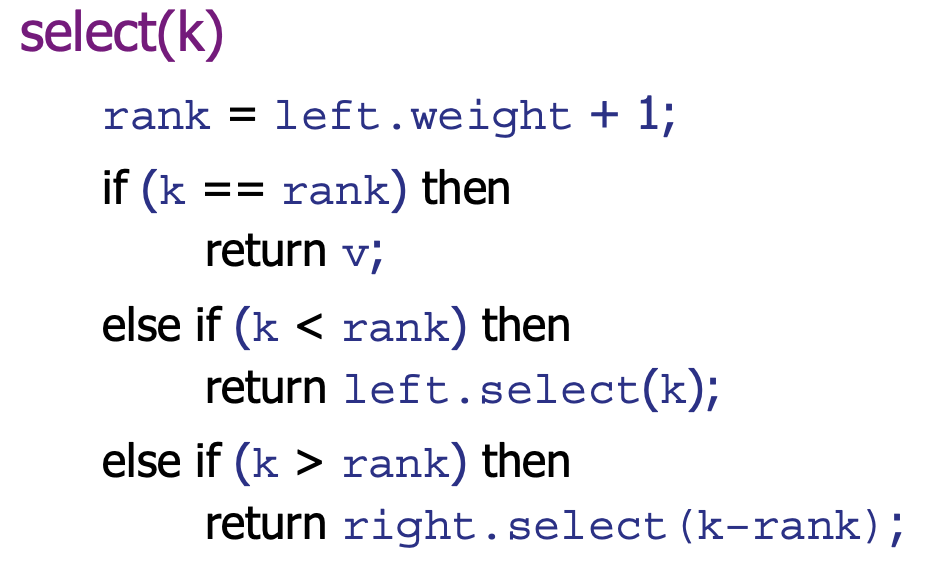 select(k)
rank = left.weight + 1;
if (k == rank) then
return v;
else if (k < rank) then
return left.select(k);
else if (k > rank) then
return right.select(k-rank);